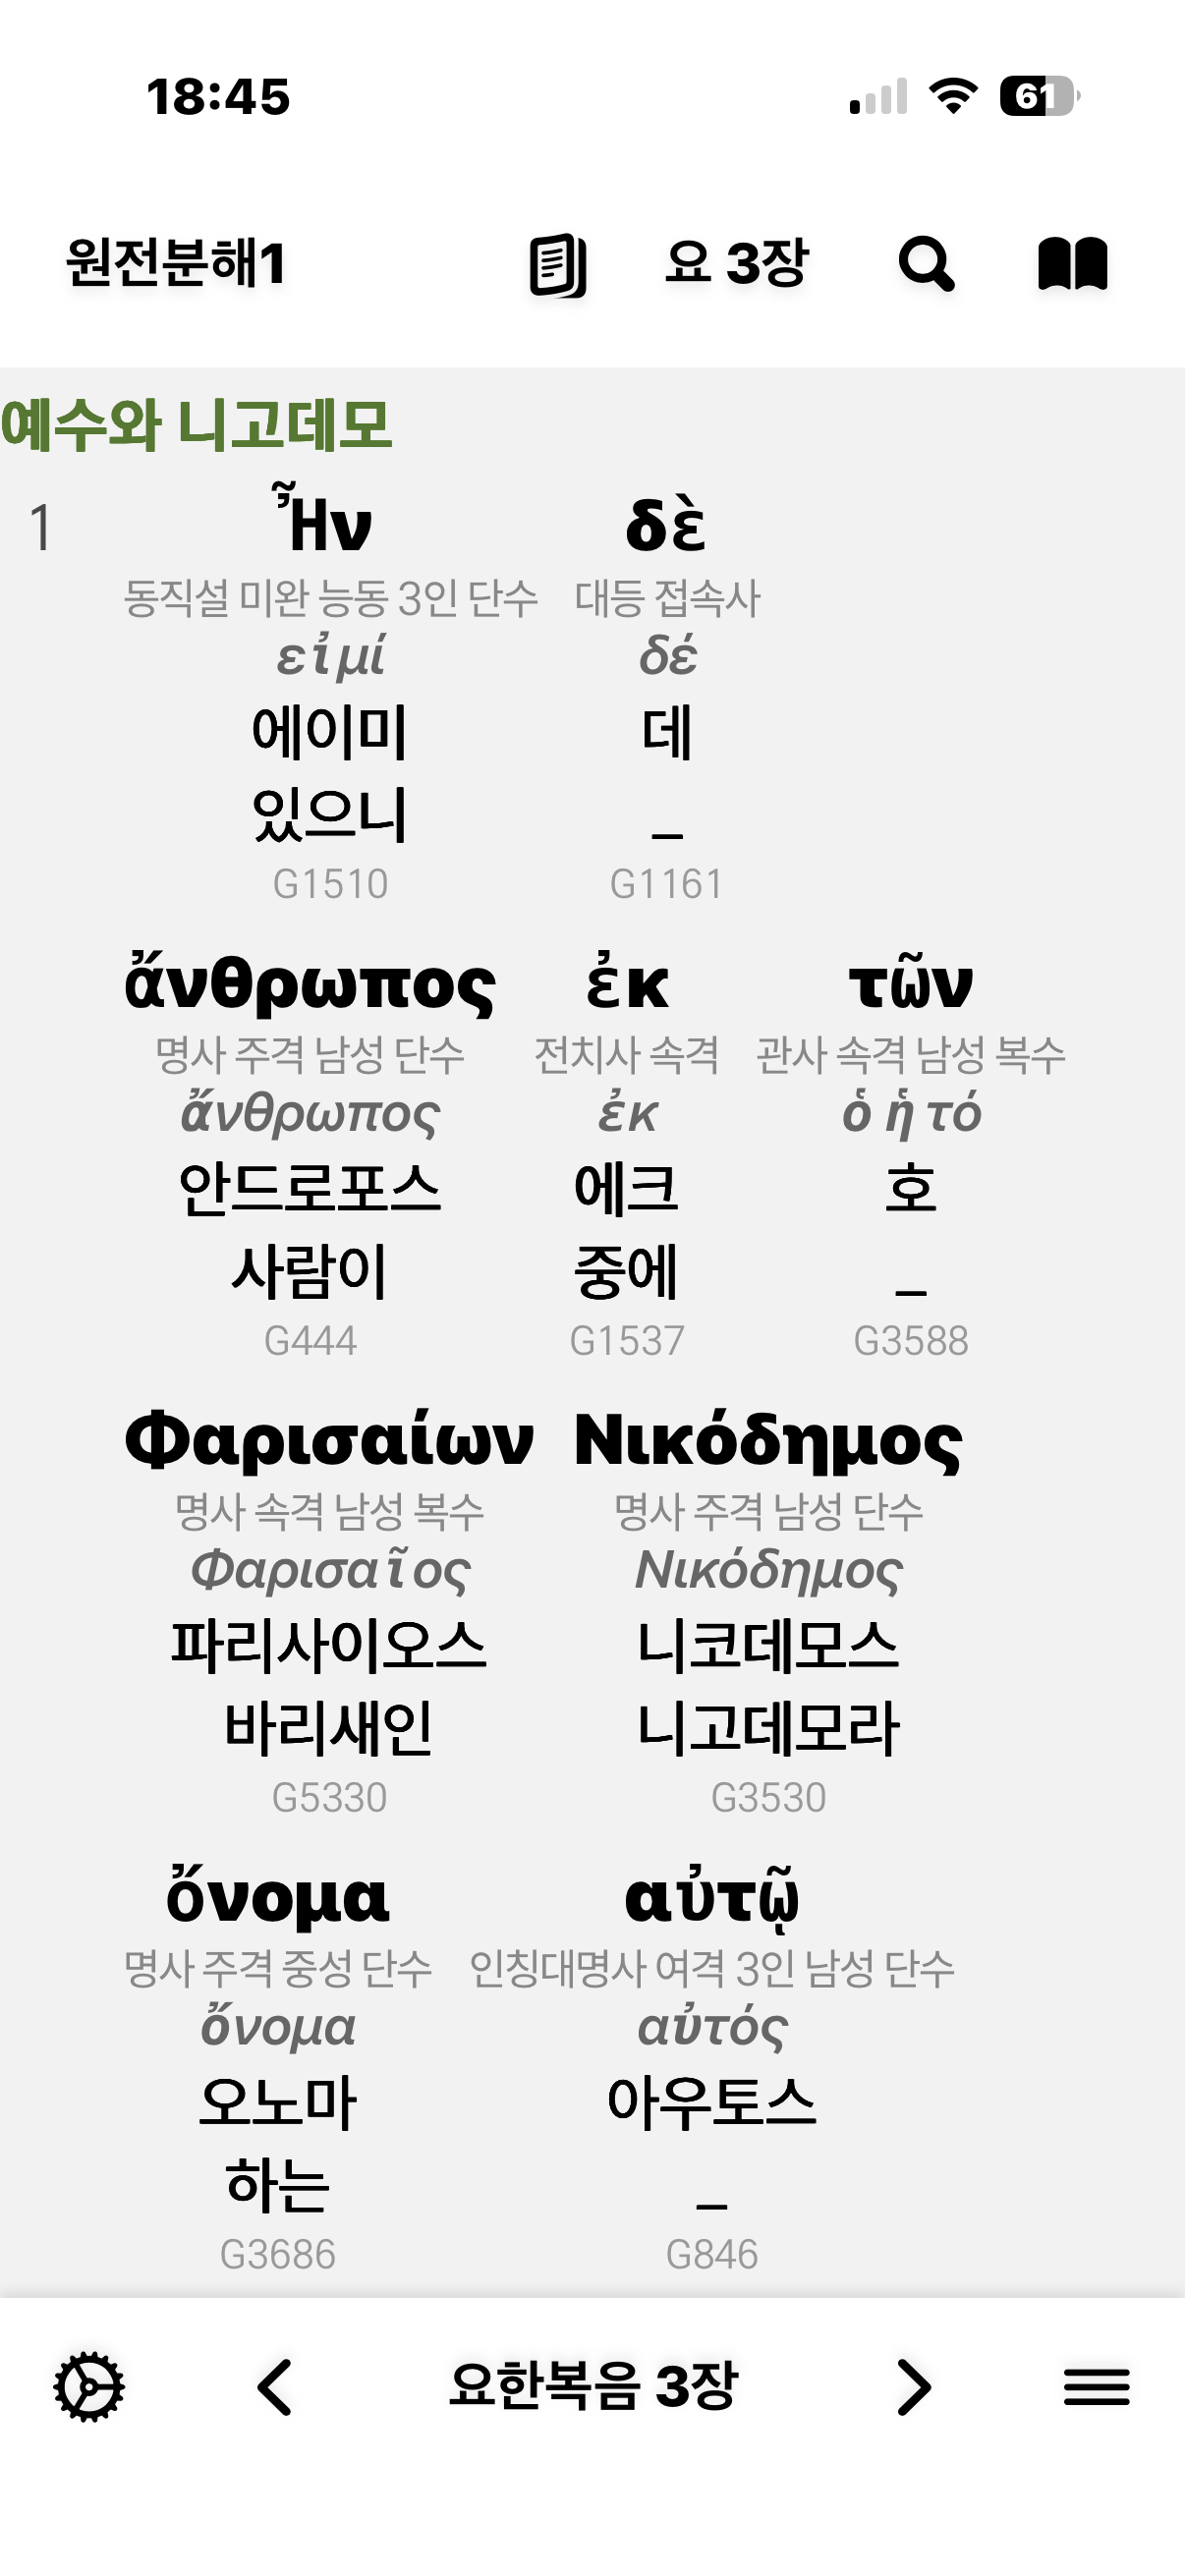 18:45
61
원전분해1 요 3장
예수와 니고데모
1 Ἦν δὲ
동직설 미완 능동 3인 단수 대등 접속사
εἰμί δέ
에이미 데
있으니 _
G1510 G1161
ἄνθρωπος ἐκ τῶν
명사 주격 남성 단수 전치사 속격 관사 속격 남성 복수
ἄνθρωπος ἐκ ὁ ἡ τό
안드로포스 에크 호
사람이 중에 _
G444 G1537 G3588
Φαρισαίων Νικόδημος
명사 속격 남성 복수 명사 주격 남성 단수
Φαρισαῖος Νικόδημος
파리사이오스 니코데모스
바리새인 니고데모라
G5330 G3530
ὄνομα αὐτῷ
명사 주격 중성 단수 인칭대명사 여격 3인 남성 단수
ὄνομα αὐτός
오노마 아우토스
하는 _
G3686 G846
요한복음 3장